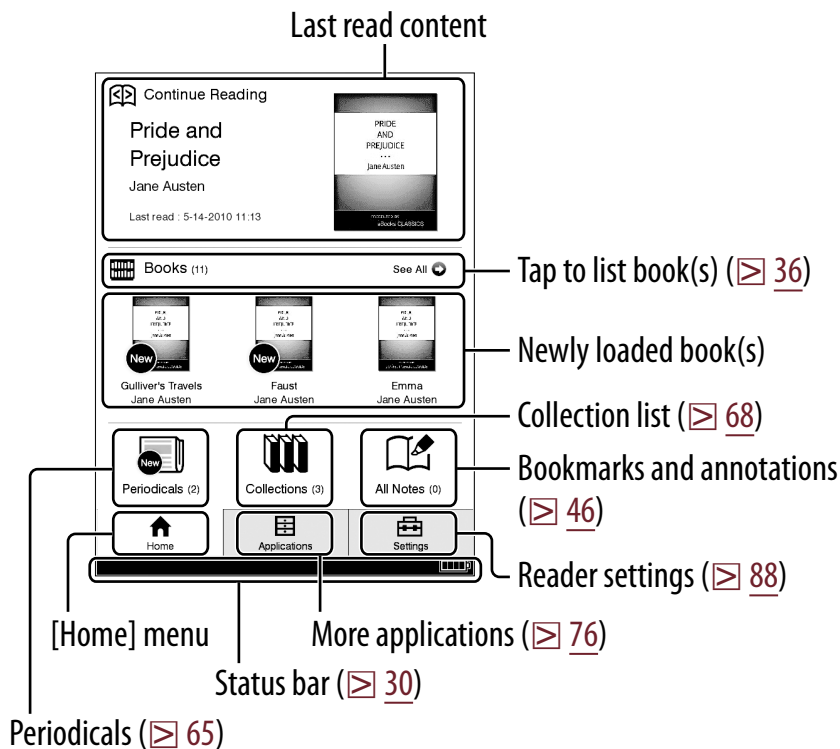 Last read content
Continue Reading
Pride and
Prejudice
Jane Austen
Last read : 5-14-2010 11:13
PRIDE
AND
PREJUDICE
...
Jane Austen
eBooks CLASSICS
Books (11)
See All
Tap to list book(s) (36)
New
New
Gulliver's Travels
Faust
Emma
Jane Austen
Jane Austen
Jane Austen
Newly loaded book(s)
Collection list (68)
New
Periodicals (2)
Collections (3)
All Notes (0)
Bookmarks and annotations
(46)
Home
Applications
Settings
Reader settings (88)
[Home] menu
More applications (76)
Status bar (30)
Periodicals (65)